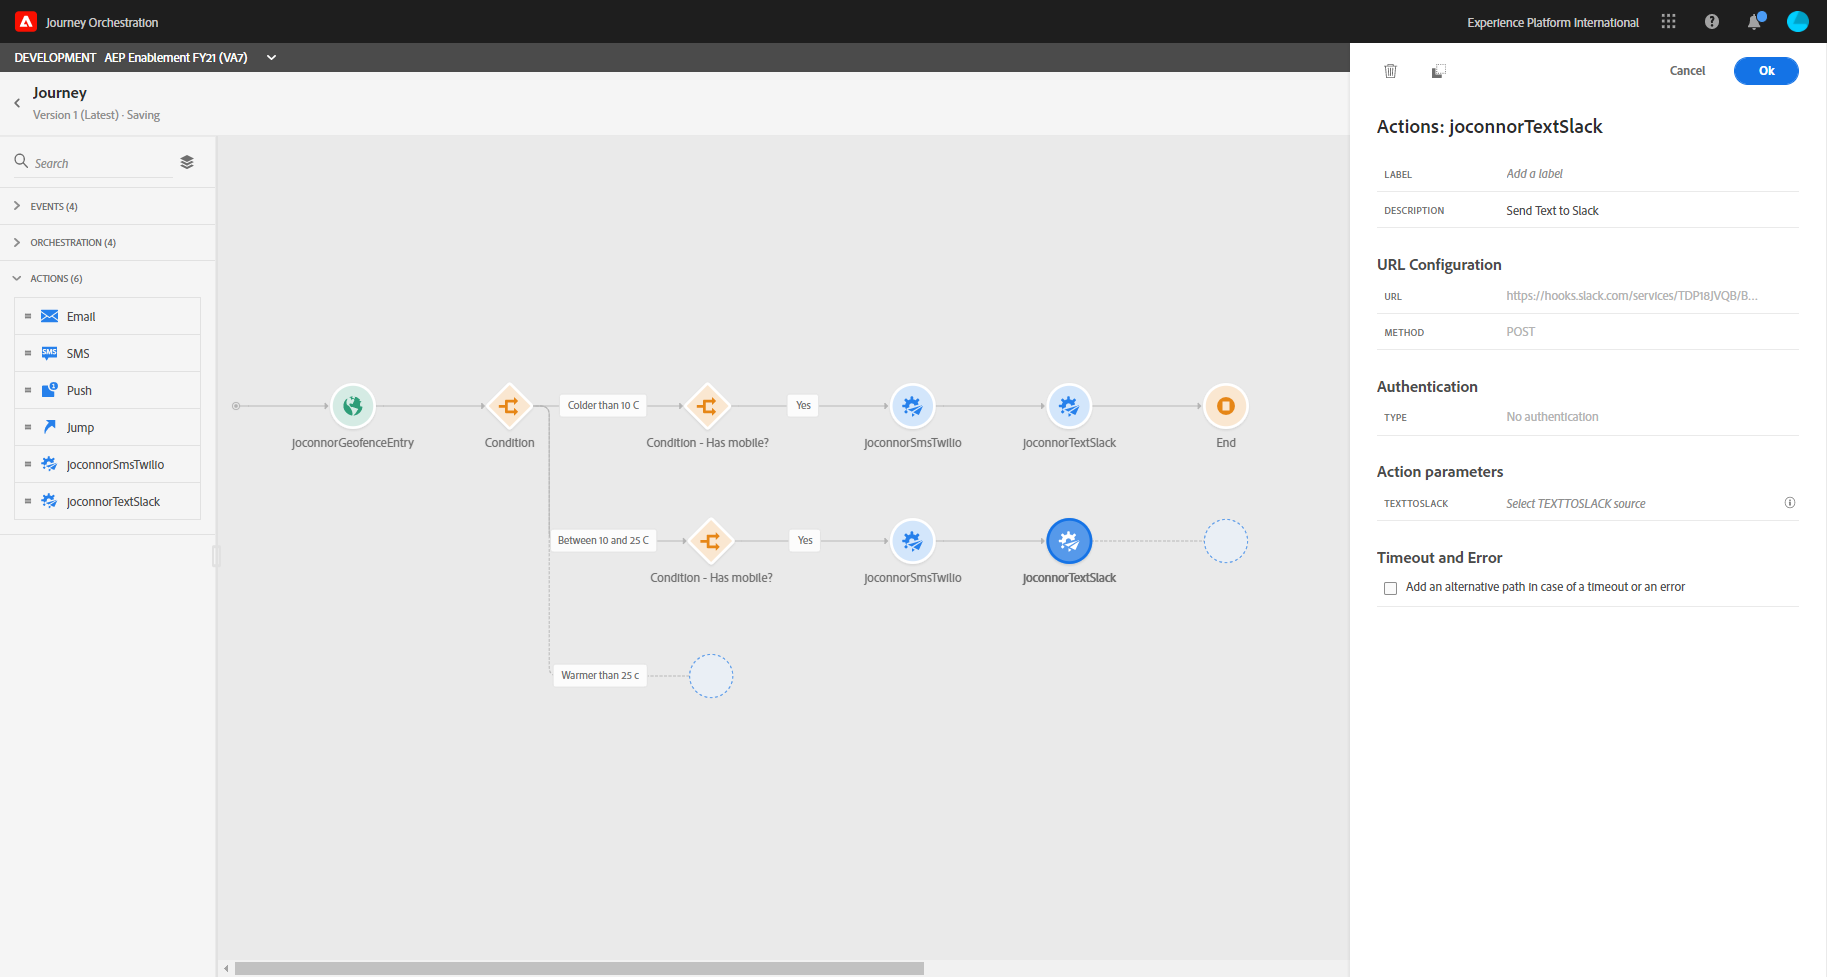 Journey Orchestration
Experience Platform International
DEVELOPMENT AEP Enablement FY21 (VA7)
Journey
Version 1 (Latest) · Saving
Search
EVENTS (4)
ORCHESTRATION (4)
ACTIONS (6)
Email
SMS
SMS
Push
Jump
joconnorSmsTwilio
joconnorTextSlack
Colder than 10 C
Yes
joconnorGeofenceEntry
Condition
Condition - Has mobile?
joconnorSmsTwilio
joconnorTextSlack
End
Between 10 and 25 C
Yes
Condition - Has mobile?
joconnorSmsTwilio
joconnorTextSlack
Warmer than 25 c
Cancel
Ok
Actions: joconnorTextSlack
LABEL Add a label
DESCRIPTION Send Text to Slack
URL Configuration
URL https://hooks.slack.com/services/TDP18JVQB/B...
METHOD POST
Authentication
TYPE No authentication
Action parameters
TEXTTOSLACK Select TEXTTOSLACK source
Timeout and Error
Add an alternative path in case of a timeout or an error